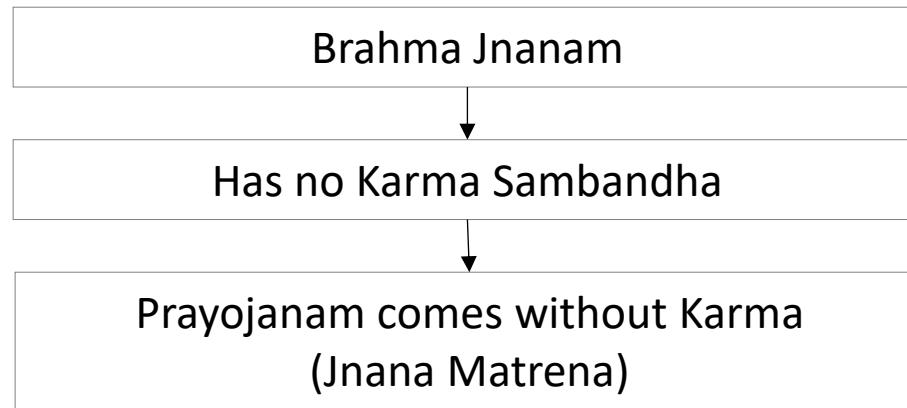 Brahma Jnanam
Has no Karma Sambandha
Prayojanam comes without Karma
(Jnana Matrena)